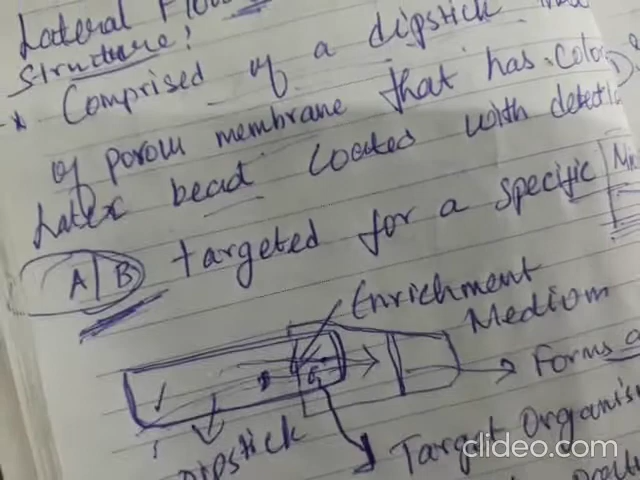 Lateral Flow
Structure:
* Comprised of a dipstick
of porous membrane that has color
Latex bead coated with detecti
A/B targeted for a specific
Enrichment
Medium
Forms a
Target Organis
Dipstick
clideo.com